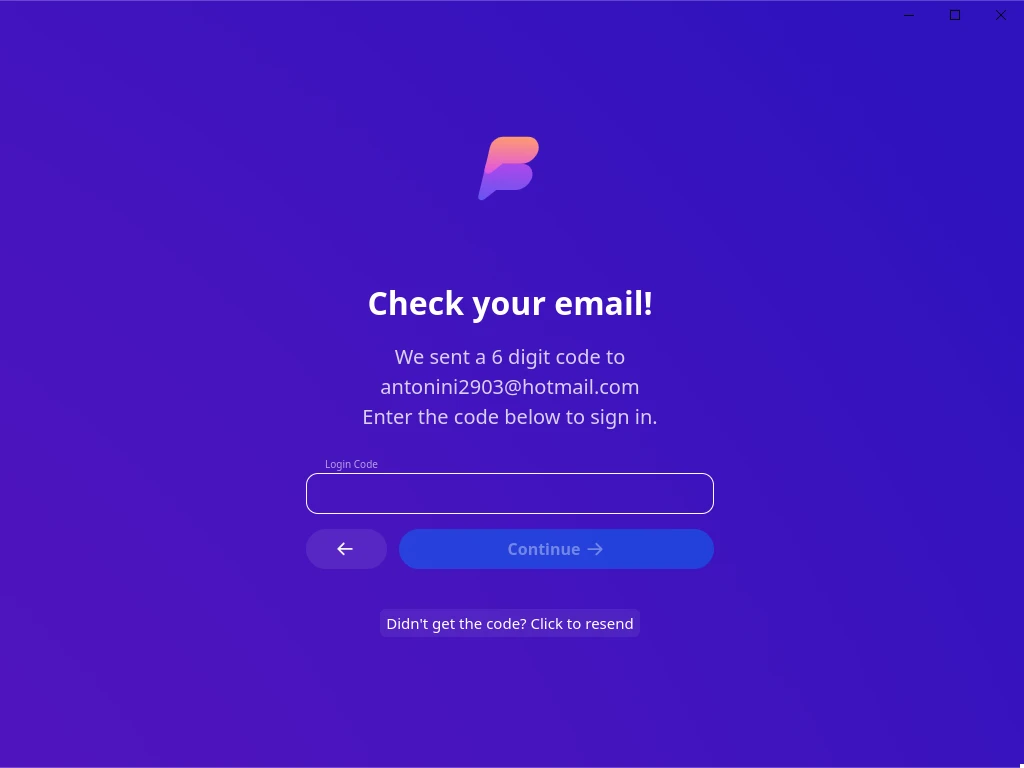 Check your email!
We sent a 6 digit code to
antonini2903@hotmail.com
Enter the code below to sign in.
Login Code
Continue
Didn't get the code? Click to resend